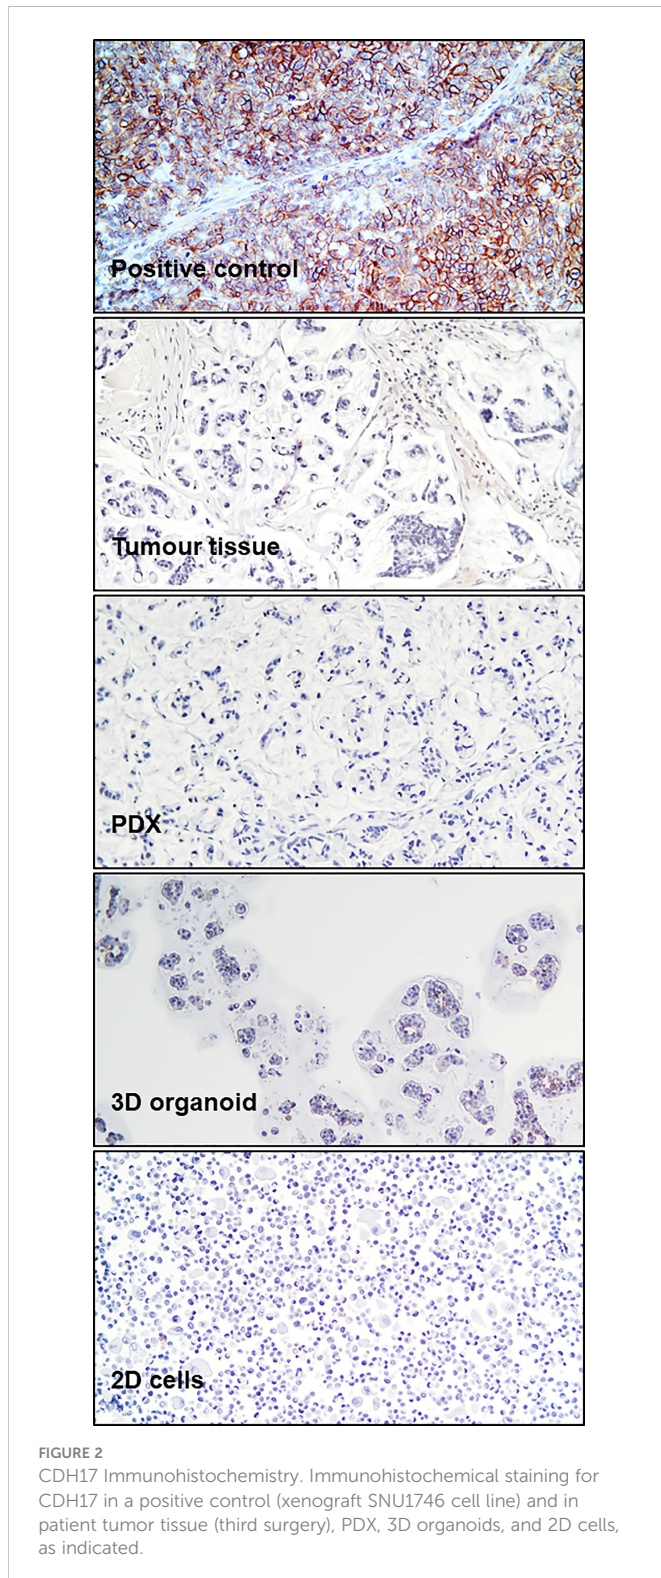 Positive control
Tumour tissue
PDX
3D organoid
2D cells
FIGURE 2
CDH17 Immunohistochemistry. Immunohistochemical staining for
CDH17 in a positive control (xenograft SNU1746 cell line) and in
patient tumor tissue (third surgery), PDX, 3D organoids, and 2D cells,
as indicated.